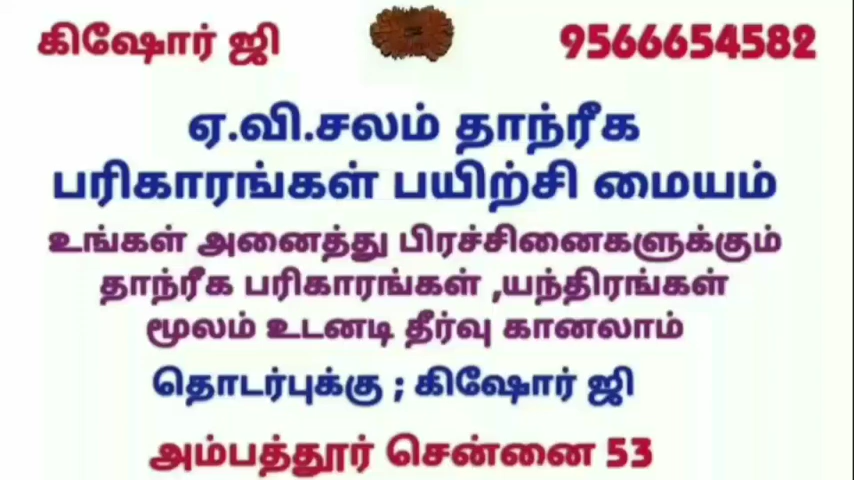 கிஷோர் ஜி 9566654582
ஏ.வி.சலம் தாந்ரீக
பரிகாரங்கள் பயிற்சி மையம்
உங்கள் அனைத்து பிரச்சினைகளுக்கும்
தாந்ரீக பரிகாரங்கள் ,யந்திரங்கள்
மூலம் உடனடி தீர்வு கானலாம்
தொடர்புக்கு ; கிஷோர் ஜி
அம்பத்தூர் சென்னை 53